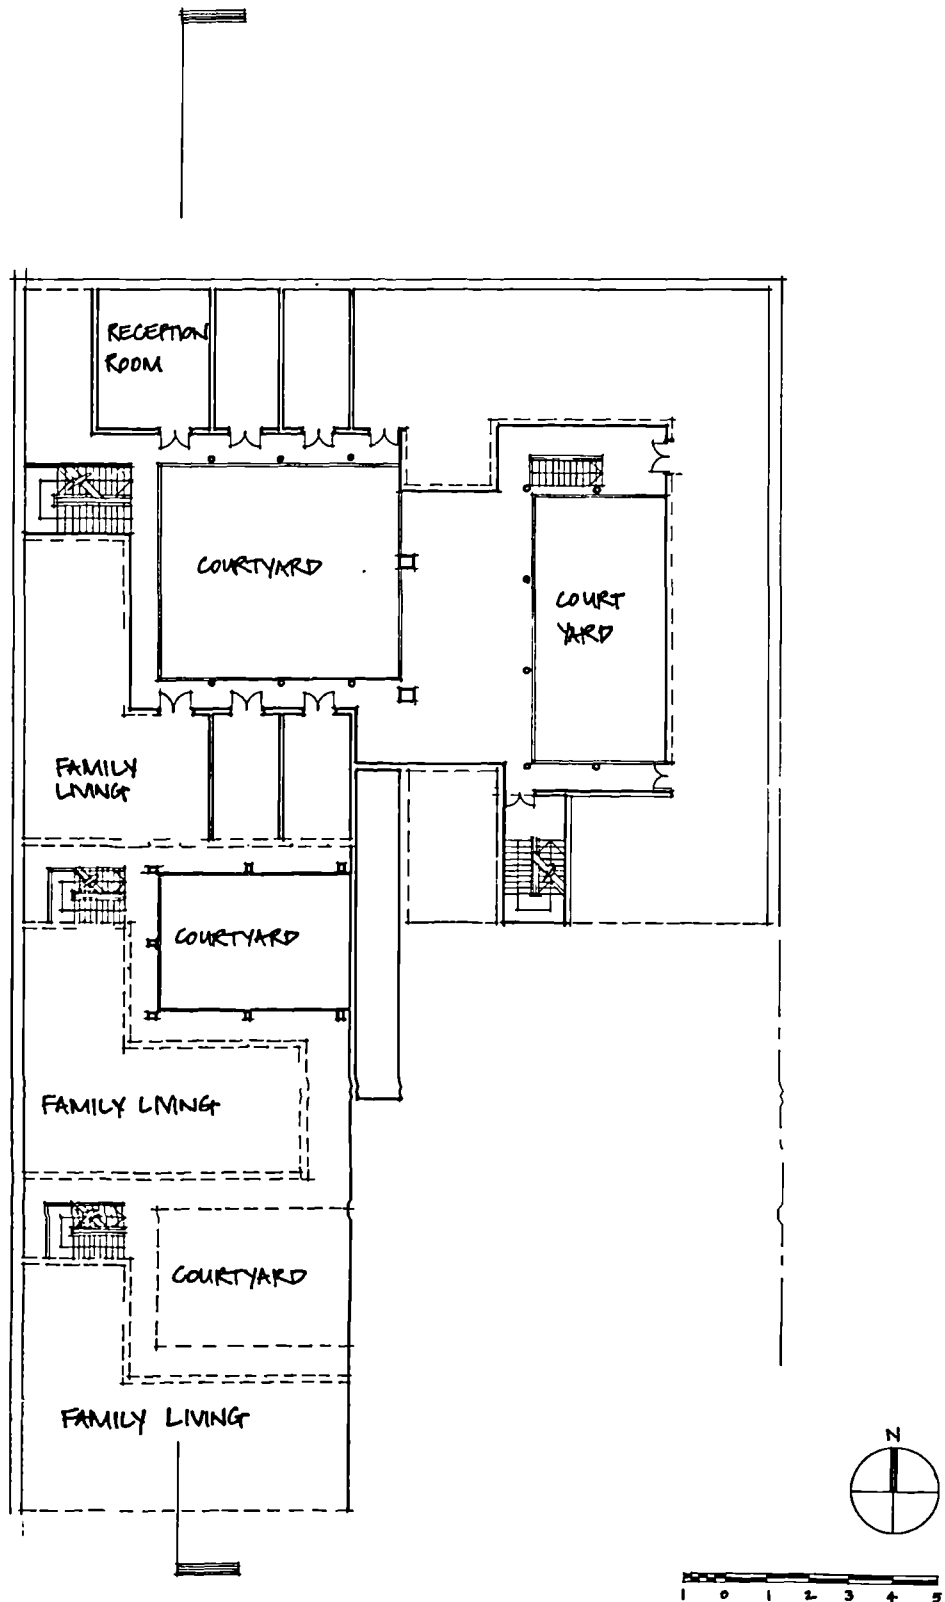 RECEPTION
ROOM
COURTYARD
COURT
YARD
FAMILY
LIVING
COURTYARD
FAMILY LIVING
COURTYARD
FAMILY LIVING
N
1 0 1 2 3 4 5